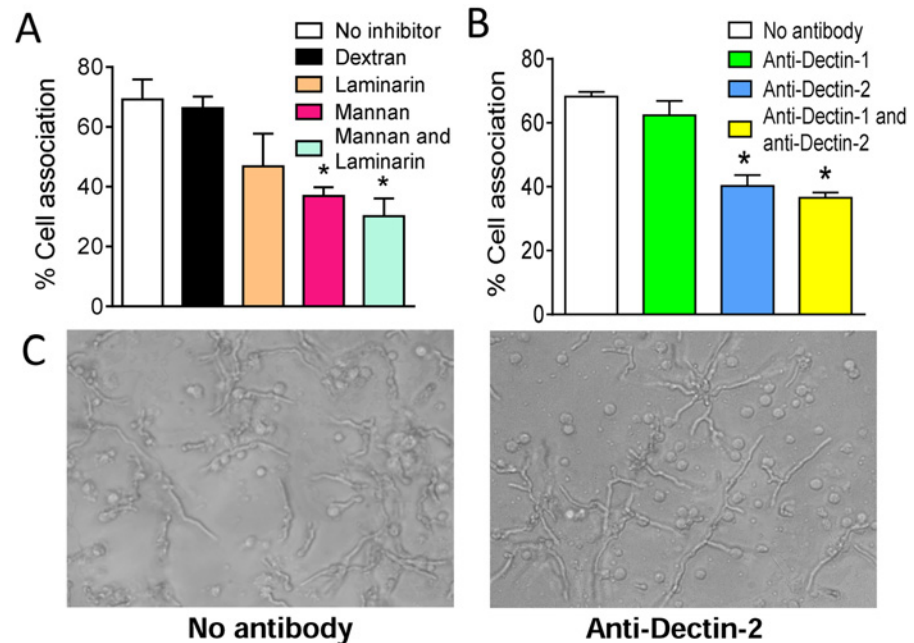 A
No inhibitor
Dextran
Laminarin
Mannan
Mannan and
Laminarin
% Cell association
80
60
40
20
0
*
*
B
No antibody
Anti-Dectin-1
Anti-Dectin-2
Anti-Dectin-1 and
anti-Dectin-2
% Cell association
80
60
40
20
0
*
*
C
No antibody
Anti-Dectin-2